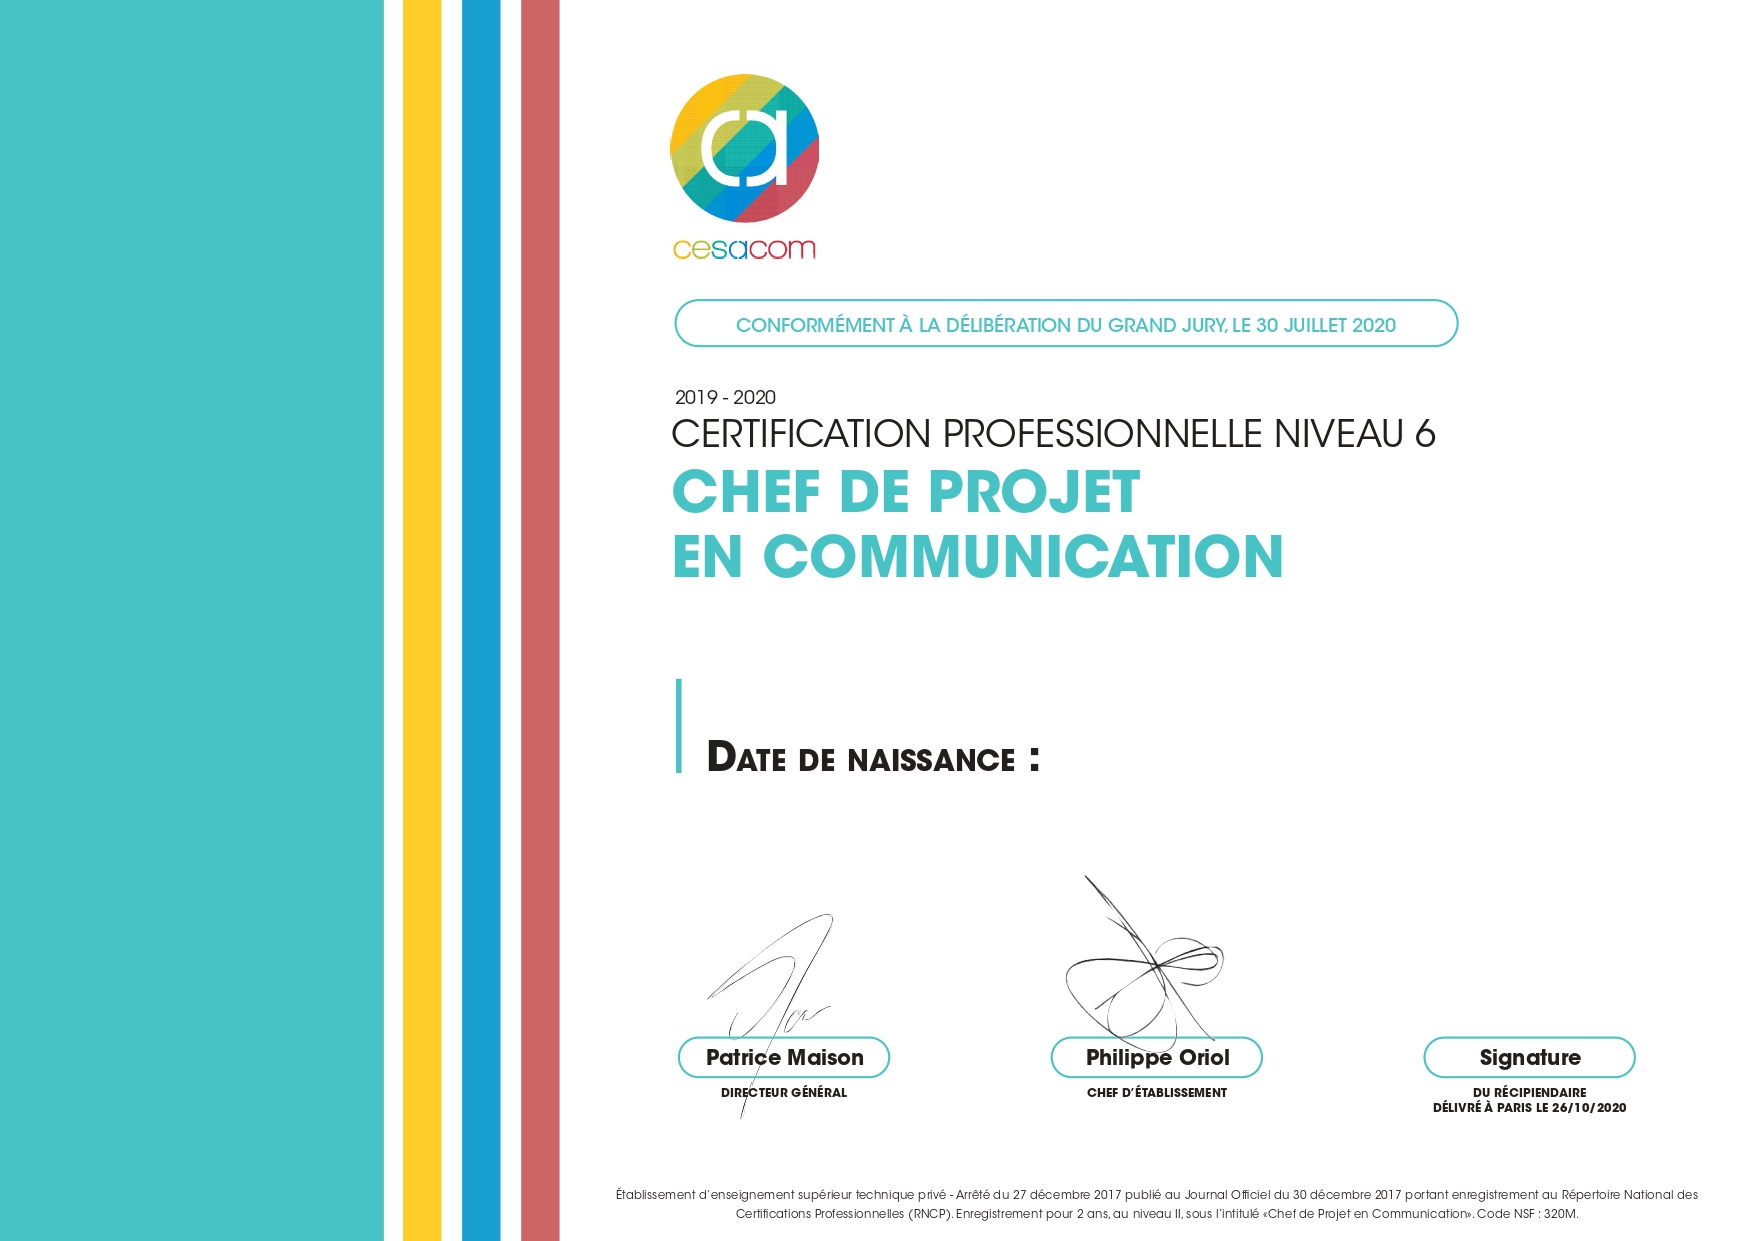 ca
cesacom
CONFORMÉMENT À LA DÉLIBÉRATION DU GRAND JURY, LE 30 JUILLET 2020
2019 - 2020
CERTIFICATION PROFESSIONNELLE NIVEAU 6
CHEF DE PROJET
EN COMMUNICATION
DATE DE NAISSANCE :
Patrice Maison
DIRECTEUR GÉNÉRAL
Philippe Oriol
CHEF D'ÉTABLISSEMENT
Signature
DU RÉCIPIENDAIRE
DÉLIVRÉ À PARIS LE 26/10/2020
Établissement d'enseignement supérieur technique privé - Arrêté du 27 décembre 2017 publié au Journal Officiel du 30 décembre 2017 portant enregistrement au Répertoire National des
Certifications Professionnelles (RNCP). Enregistrement pour 2 ans, au niveau II, sous l'intitulé «Chef de Projet en Communication». Code NSF : 320M.